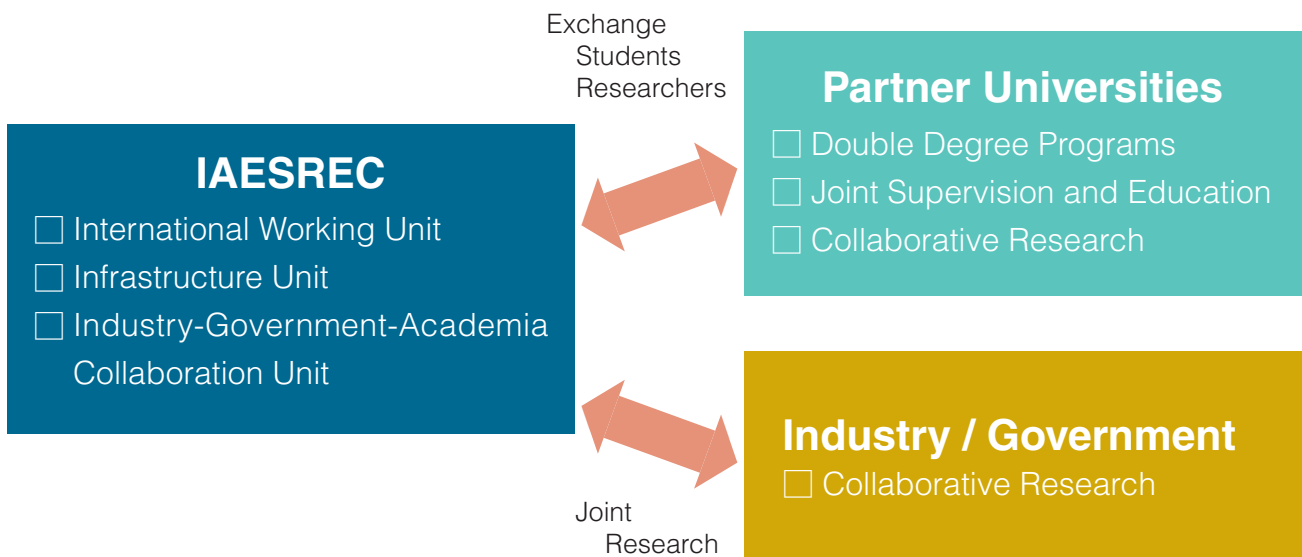 Exchange
Students
Researchers
IAESREC
□ International Working Unit
□ Infrastructure Unit
□ Industry-Government-Academia
Collaboration Unit
Partner Universities
□ Double Degree Programs
□ Joint Supervision and Education
□ Collaborative Research
Industry / Government
□ Collaborative Research
Joint
Research